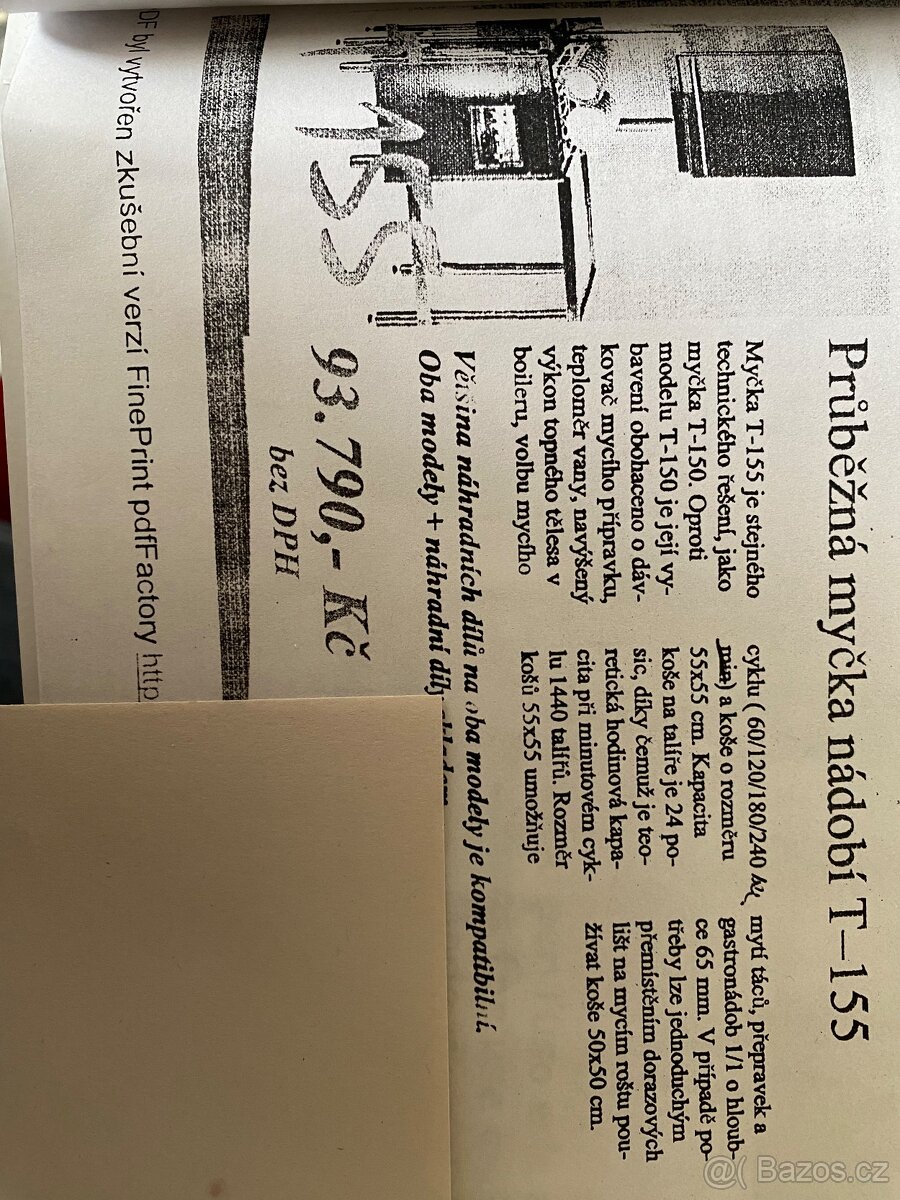 Průběžná myčka nádobí T–155
155
Myčka T-155 je stejného
technického řešení, jako
myčka T-150. Oproti
modelu T-150 je její vy-
bavení obohaceno o dáv-
kovač mycího přípravku,
teploměr vany, navýšený
výkon topného tělesa v
boileru, volbu mycího
cyklu ( 60/120/180/240
min) a koše o rozměru
55x55 cm. Kapacita
koše na talíře je 24 po-
sic, díky čemuž je teo-
retická hodinová kapa-
cita při minutovém cyk-
lu 1440 talířů. Rozměr
košů 55x55 umožňuje
mytí táců, přepravek a
gastronádob 1/1 o hloub-
ce 65 mm. V případě po-
třeby lze jednoduchým
přemístěním dorazových
lišt na mycím roštu pou-
žívat koše 50x50 cm.
Většina náhradních dílů na oba modely je kompatibilní.
Oba modely + náhradní díly
93.790,- Kč
bez DPH
DF byl vytvořen zkušební verzí FinePrint pdfFactory http
@( Bazos.cz